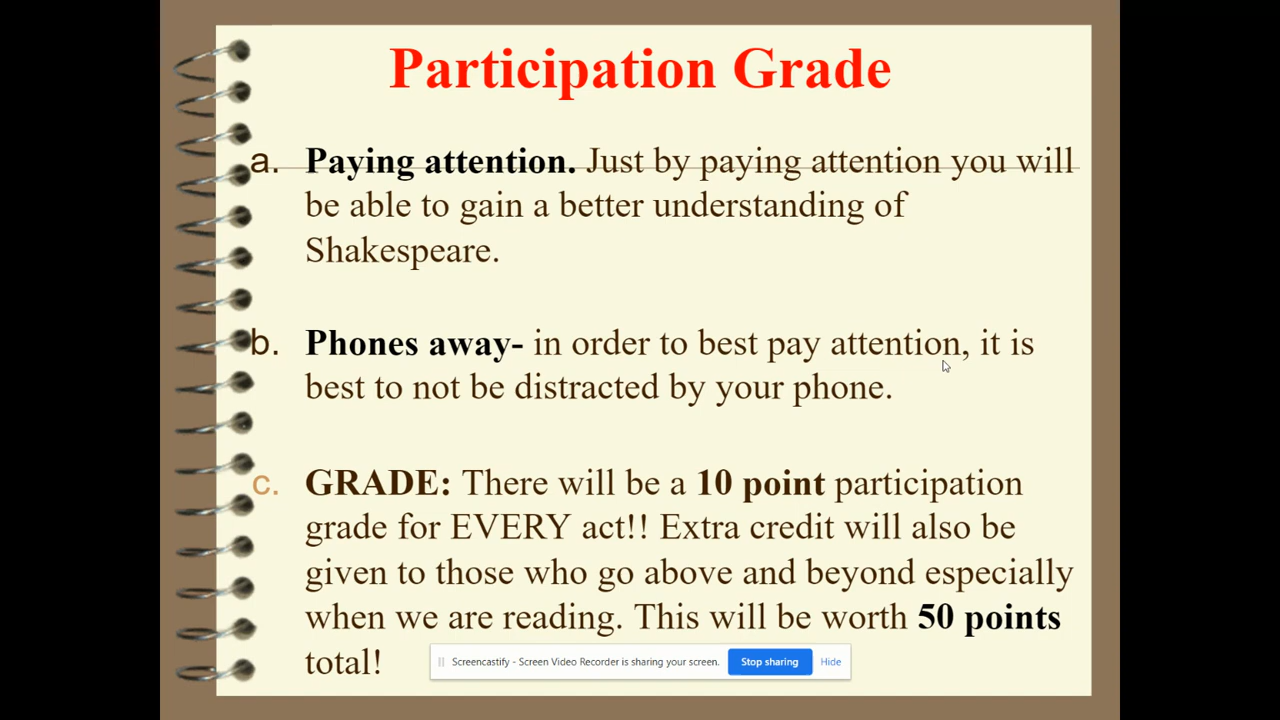 Participation Grade
a. Paying attention. Just by paying attention you will
be able to gain a better understanding of
Shakespeare.
b. Phones away- in order to best pay attention, it is
best to not be distracted by your phone.
c. GRADE: There will be a 10 point participation
grade for EVERY act!! Extra credit will also be
given to those who go above and beyond especially
when we are reading. This will be worth 50 points
total!
Screencastify - Screen Video Recorder is sharing your screen. Stop sharing Hide